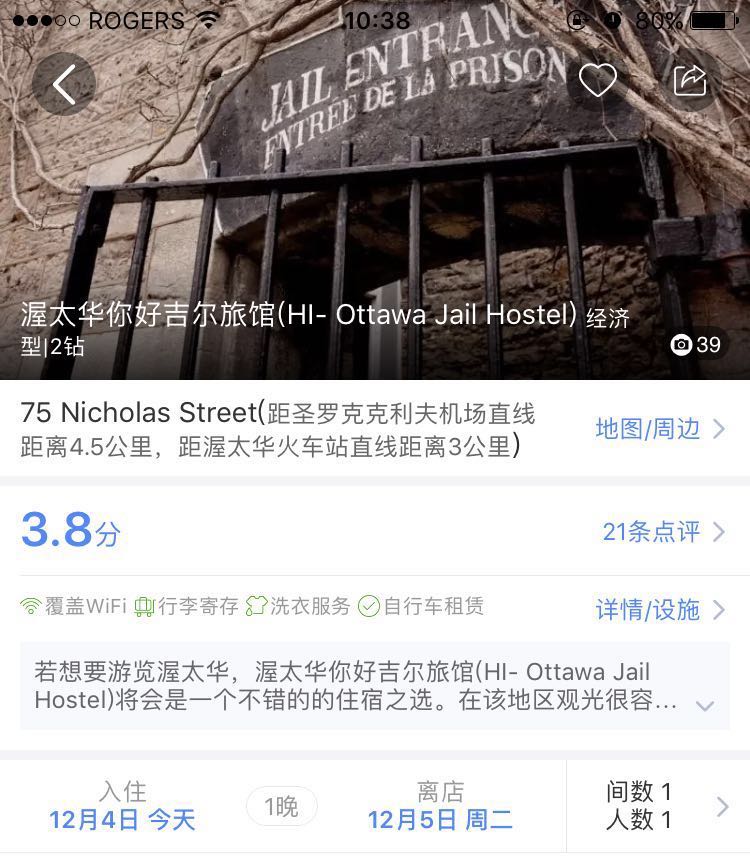 ROGERS 10:38 80%
JAIL ENTRANC
ENTRÉE DE LA PRISON
渥太华你好吉尔旅馆(HI- Ottawa Jail Hostel) 经济
型|2钻
39
75 Nicholas Street(距圣罗克克利夫机场直线
距离4.5公里，距渥太华火车站直线距离3公里)
地图/周边
3.8分
21条点评
覆盖WiFi 行李寄存 洗衣服务 自行车租赁
详情/设施
若想要游览渥太华，渥太华你好吉尔旅馆(HI- Ottawa Jail
Hostel)将会是一个不错的的住宿之选。在该地区观光很容...
入住 离店 间数 1
1晚
12月4日 今天 12月5日 周二 人数 1